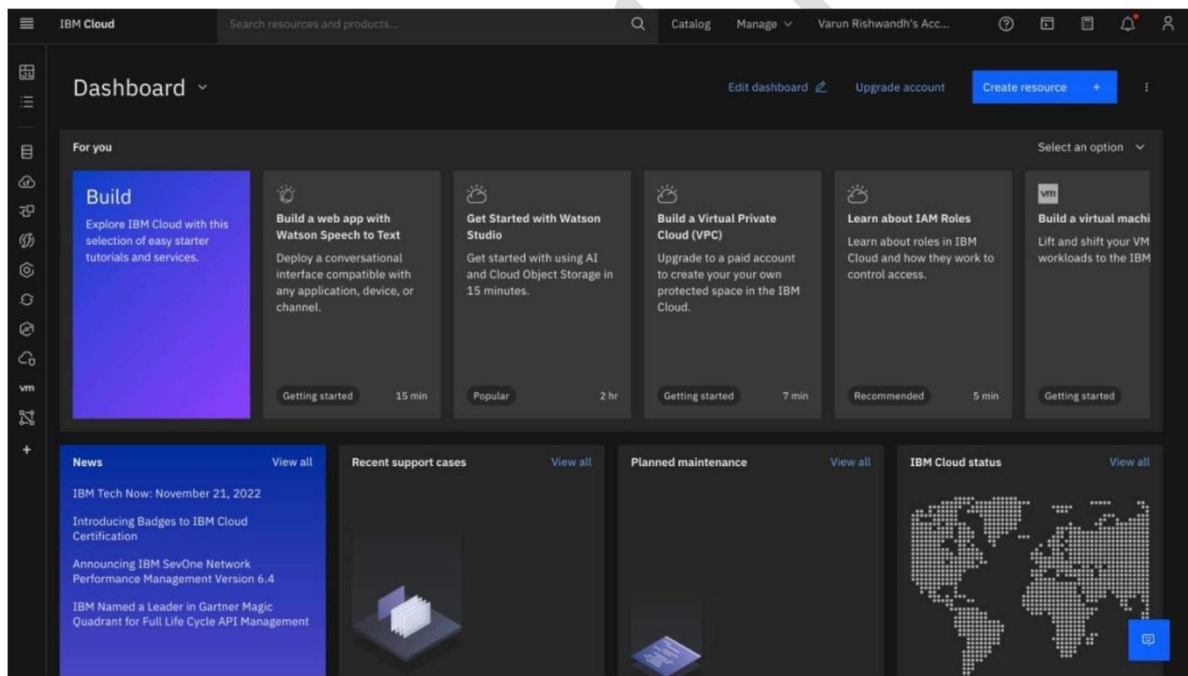 IBM Cloud
Search resources and products...
Catalog
Manage
Varun Rishwandh's Acc...
Dashboard
Edit dashboard
Upgrade account
Create resource +
For you
Select an option
Build
Explore IBM Cloud with this
selection of easy starter
tutorials and services.
Build a web app with
Watson Speech to Text
Deploy a conversational
interface compatible with
any application, device, or
channel.
Getting started
15 min
Get Started with Watson
Studio
Get started with using AI
and Cloud Object Storage in
15 minutes.
Popular
2 hr
Build a Virtual Private
Cloud (VPC)
Upgrade to a paid account
to create your your own
protected space in the IBM
Cloud.
Getting started
7 min
Learn about IAM Roles
Learn about roles in IBM
Cloud and how they work to
control access.
Recommended
5 min
vm
Build a virtual machi
Lift and shift your VM
workloads to the IBM
Getting started
vm
News
View all
IBM Tech Now: November 21, 2022
Introducing Badges to IBM Cloud
Certification
Announcing IBM SevOne Network
Performance Management Version 6.4
IBM Named a Leader in Gartner Magic
Quadrant for Full Life Cycle API Management
Recent support cases
View all
Planned maintenance
View all
IBM Cloud status
View all